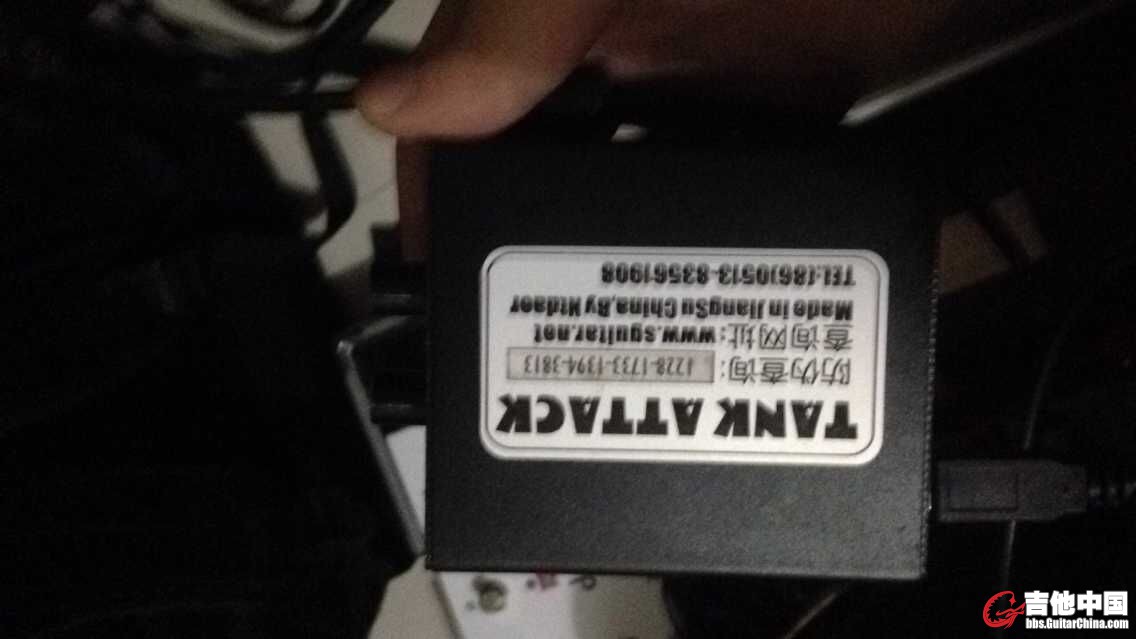 TANK ATTACK
防伪查询: 4228-1733-1394-3813
查询网址: www.sguitar.net
Made in JiangSu China,By Ntdaer
TEL:(86)0513-83561908
吉他中国
bbs.GuitarChina.com